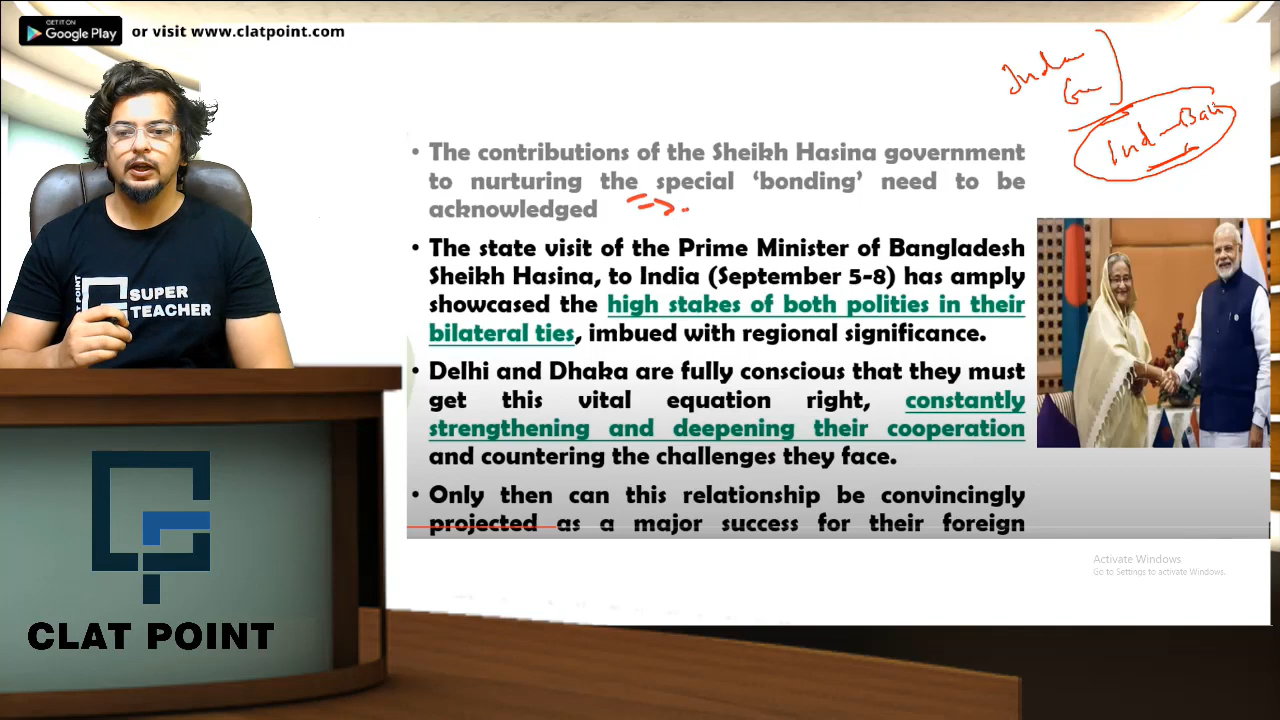 GET IT ON
Google Play
or visit www.clatpoint.com
India
Ind - Ban
• The contributions of the Sheikh Hasina government
to nurturing the special ‘bonding’ need to be
acknowledged
• The state visit of the Prime Minister of Bangladesh
Sheikh Hasina, to India (September 5-8) has amply
showcased the high stakes of both polities in their
bilateral ties, imbued with regional significance.
• Delhi and Dhaka are fully conscious that they must
get this vital equation right, constantly
strengthening and deepening their cooperation
and countering the challenges they face.
• Only then can this relationship be convincingly
projected as a major success for their foreign
CLAT POINT
SUPER
TEACHER
CLAT POINT
Activate Windows
Go to Settings to activate Windows.